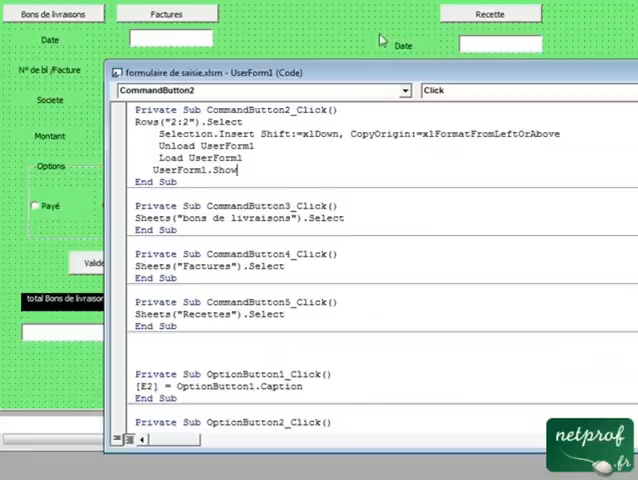 Bons de livraisons
Factures
Recette
Date
Date
N° de bl /Facture
Societe
Montant
Options
Payé
Valide
total Bons de livraison
formulaire de saisie.xlsm - UserForm1 (Code)
CommandButton2
Click
Private Sub CommandButton2_Click()
Rows("2:2").Select
Selection.Insert Shift:=xlDown, CopyOrigin:=xlFormatFromLeftOrAbove
Unload UserForm1
Load UserForm1
UserForm1.Show
End Sub
Private Sub CommandButton3_Click()
Sheets("bons de livraisons").Select
End Sub
Private Sub CommandButton4_Click()
Sheets("Factures").Select
End Sub
Private Sub CommandButton5_Click()
Sheets("Recettes").Select
End Sub
Private Sub OptionButton1_Click()
[E2] = OptionButton1.Caption
End Sub
Private Sub OptionButton2_Click()
netprof
.fr